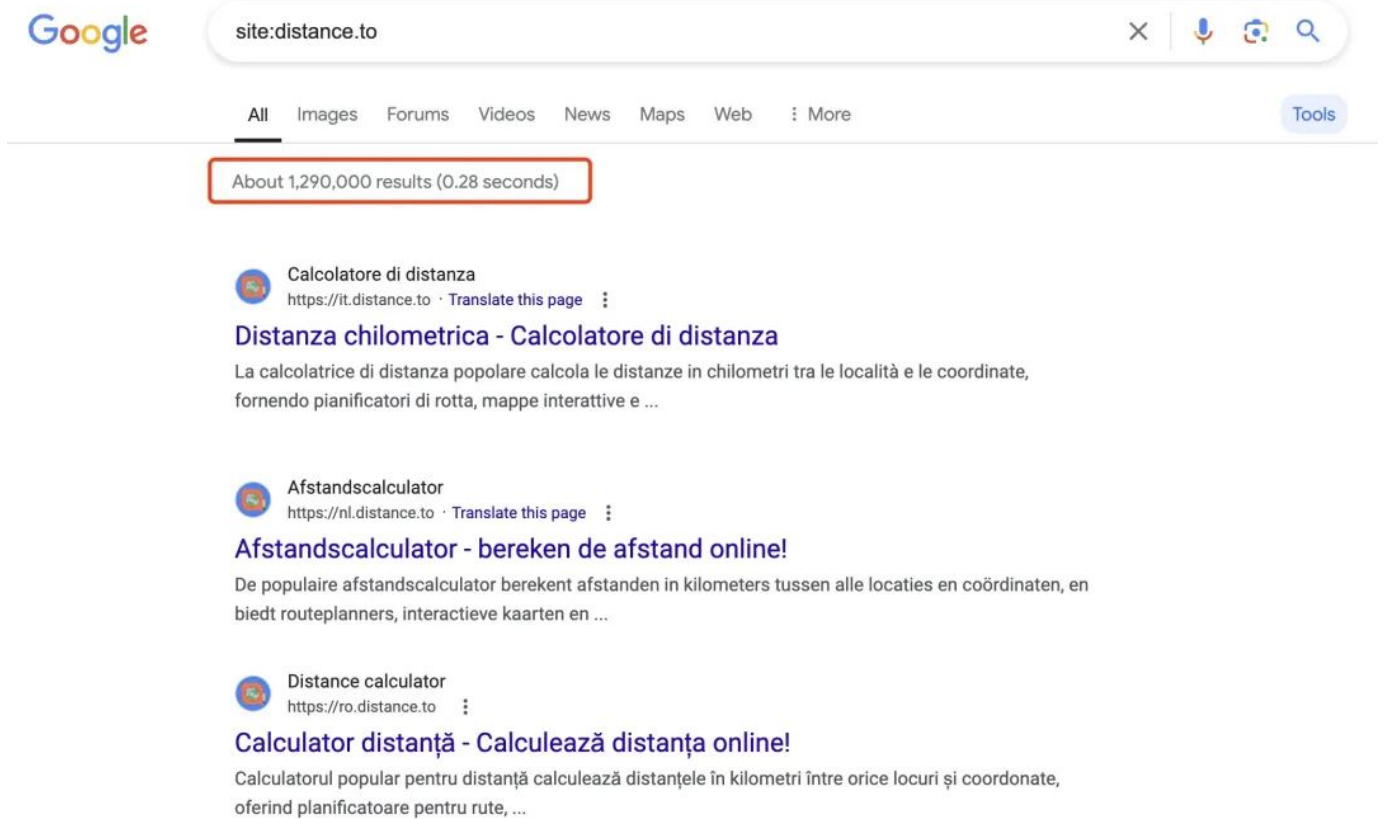 Google
site:distance.to
All Images Forums Videos News Maps Web More Tools
About 1,290,000 results (0.28 seconds)
Calcolatore di distanza
https://it.distance.to · Translate this page
Distanza chilometrica - Calcolatore di distanza
La calcolatrice di distanza popolare calcola le distanze in chilometri tra le località e le coordinate,
fornendo pianificatori di rotta, mappe interattive e ...
Afstandscalculator
https://nl.distance.to · Translate this page
Afstandscalculator - bereken de afstand online!
De populaire afstandscalculator berekent afstanden in kilometers tussen alle locaties en coördinaten, en
biedt routeplanners, interactieve kaarten en ...
Distance calculator
https://ro.distance.to
Calculator distanță - Calculează distanța online!
Calculatorul popular pentru distanță calculează distanțele în kilometri între orice locuri și coordonate,
oferind planificatoare pentru rute, ...